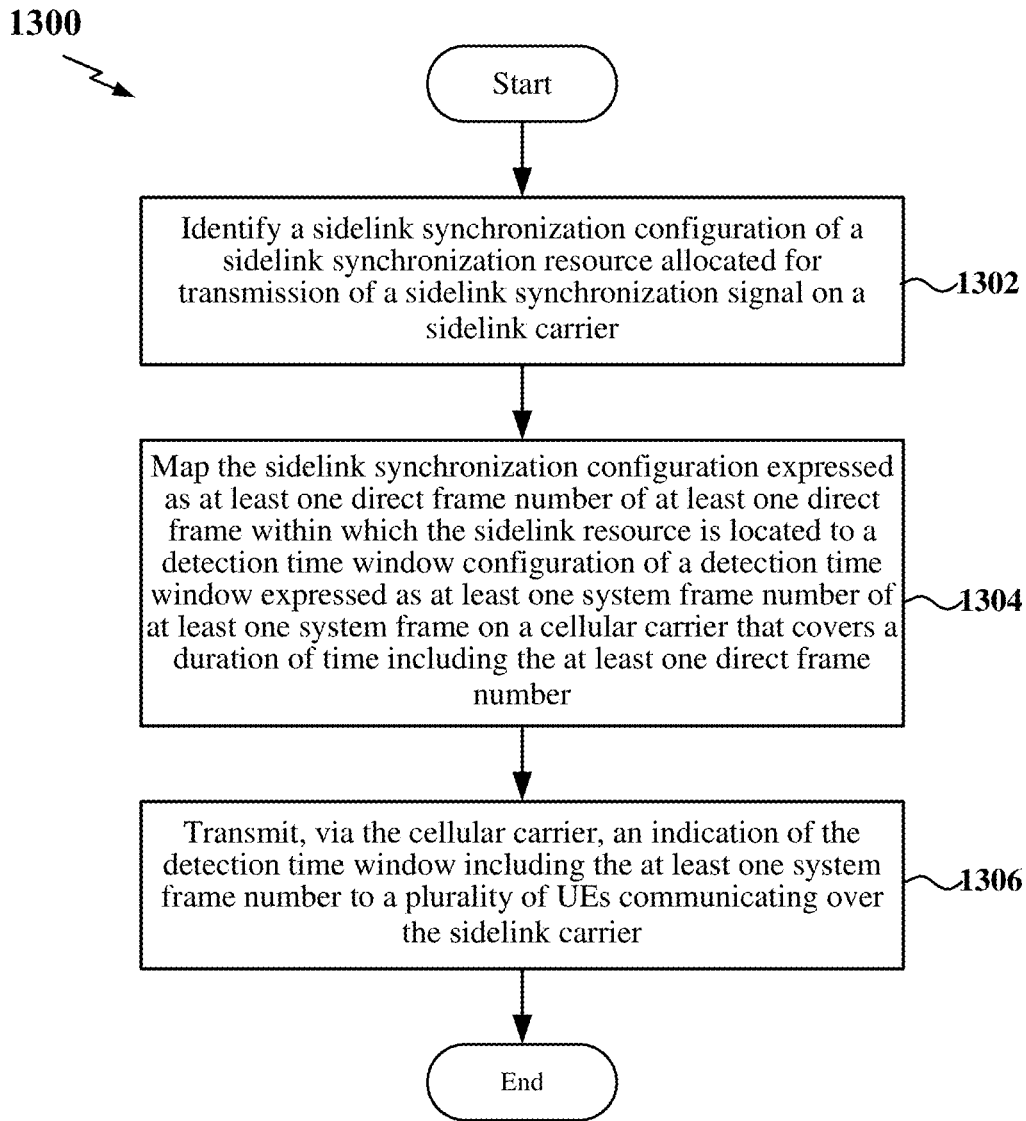 1300
Start
Identify a sidelink synchronization configuration of a
sidelink synchronization resource allocated for
transmission of a sidelink synchronization signal on a
sidelink carrier
1302
Map the sidelink synchronization configuration expressed
as at least one direct frame number of at least one direct
frame within which the sidelink resource is located to a
detection time window configuration of a detection time
window expressed as at least one system frame number of
at least one system frame on a cellular carrier that covers a
duration of time including the at least one direct frame
number
1304
Transmit, via the cellular carrier, an indication of the
detection time window including the at least one system
frame number to a plurality of UEs communicating over
the sidelink carrier
1306
End